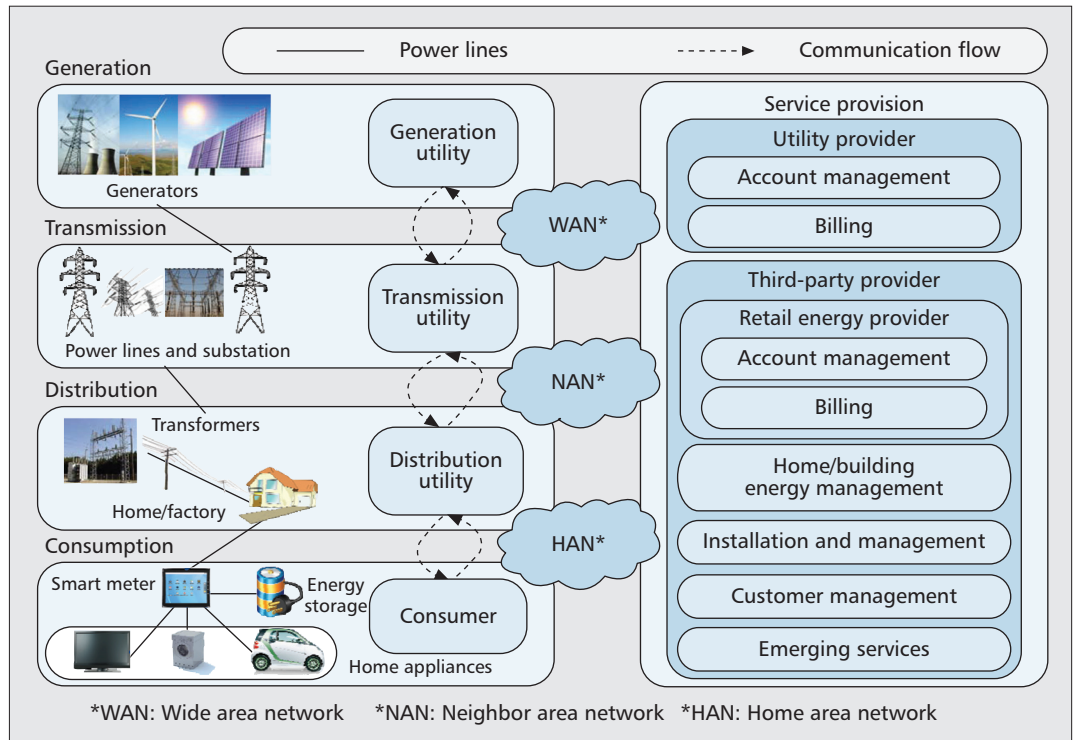 Power lines
Communication flow
Generation
Generators
Generation
utility
Transmission
Power lines and substation
Transmission
utility
Distribution
Transformers
Home/factory
Distribution
utility
Consumption
Smart meter
Energy
storage
Home appliances
Consumer
WAN*
NAN*
HAN*
Service provision
Utility provider
Account management
Billing
Third-party provider
Retail energy provider
Account management
Billing
Home/building
energy management
Installation and management
Customer management
Emerging services
*WAN: Wide area network *NAN: Neighbor area network *HAN: Home area network